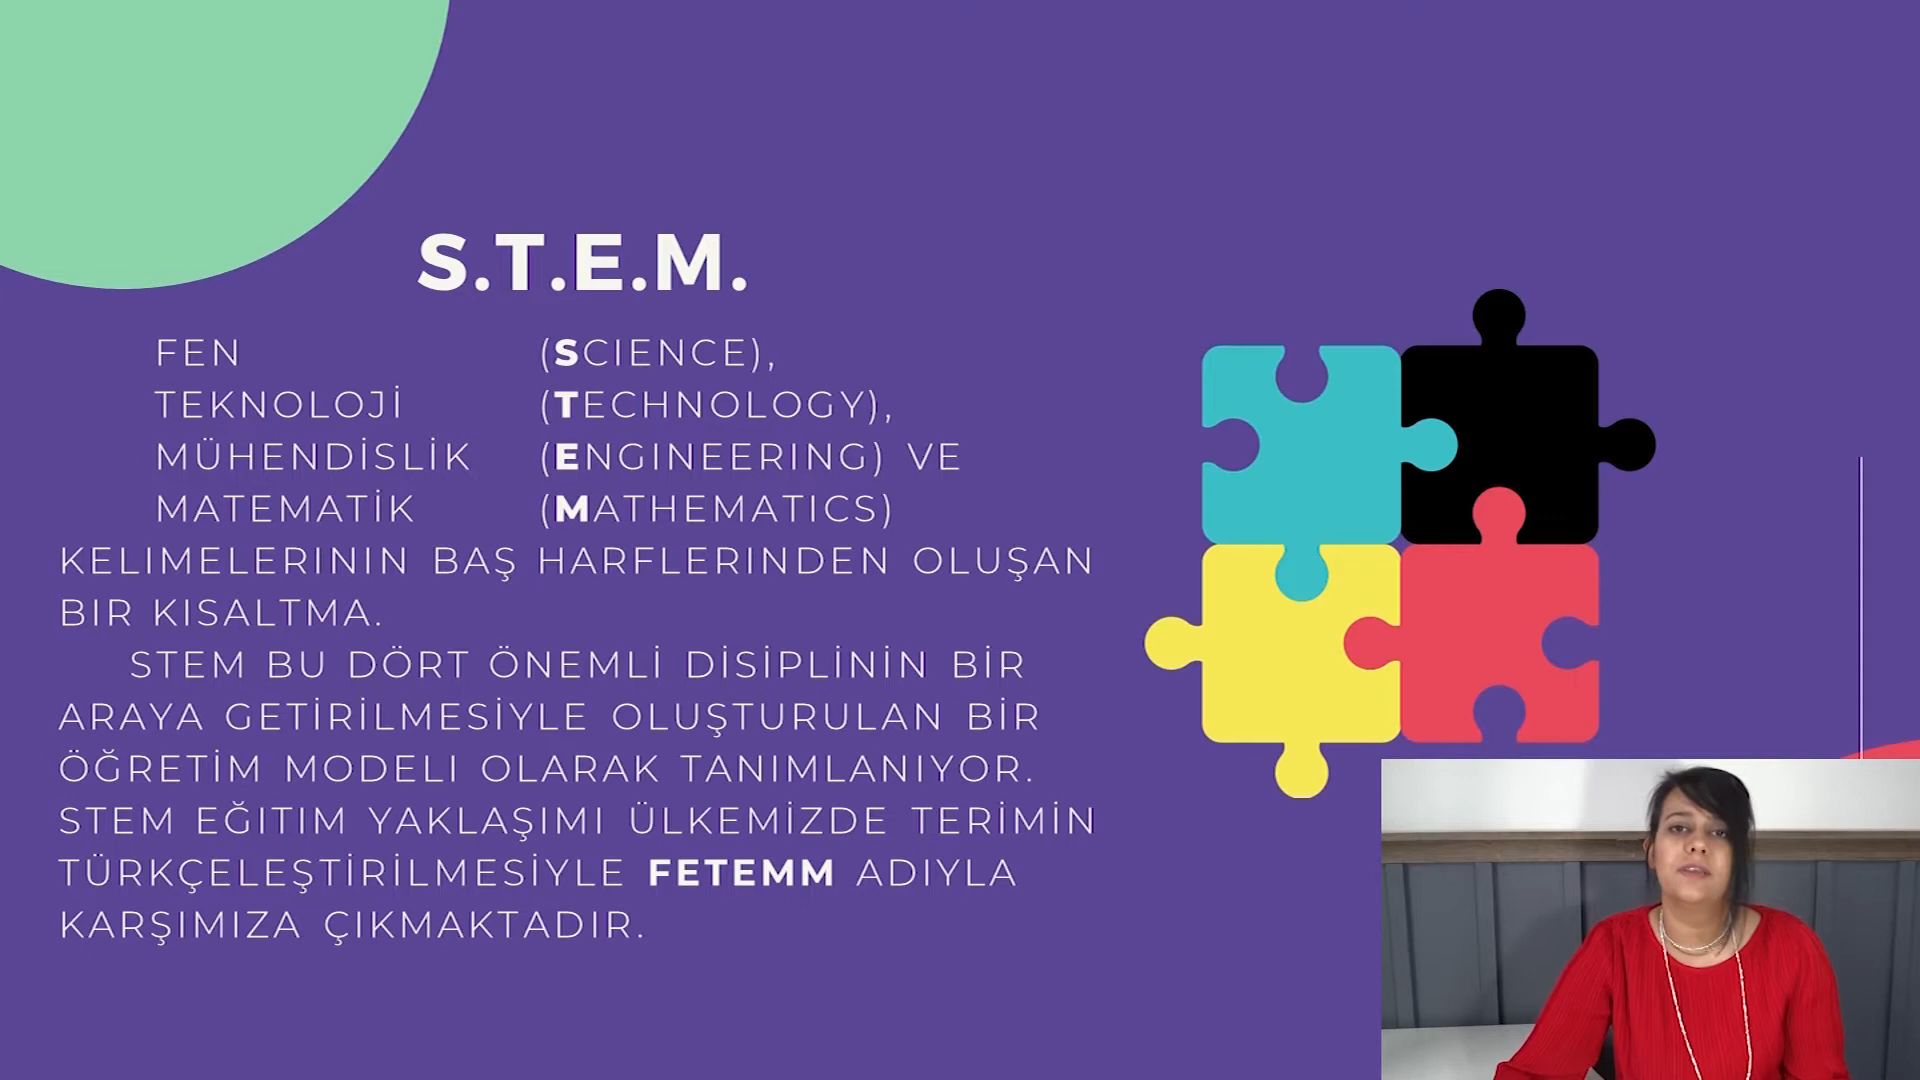 S.T.E.M.
FEN (SCIENCE),
TEKNOLOJİ (TECHNOLOGY),
MÜHENDİSLİK (ENGINEERING) VE
MATEMATİK (MATHEMATICS)
KELIMELERININ BAŞ HARFLERINDEN OLUŞAN
BIR KISALTMA.
STEM BU DÖRT ÖNEMLİ DİSİPLİNİN BİR
ARAYA GETİRİLMESİYLE OLUŞTURULAN BİR
ÖĞRETİM MODELI OLARAK TANIMLANIYOR.
STEM EĞITIM YAKLAŞIMI ÜLKEMİZDE TERİMİN
TÜRKÇELEŞTİRİLMESİYLE FETEMM ADIYLA
KARŞIMIZA ÇIKMAKTADIR.